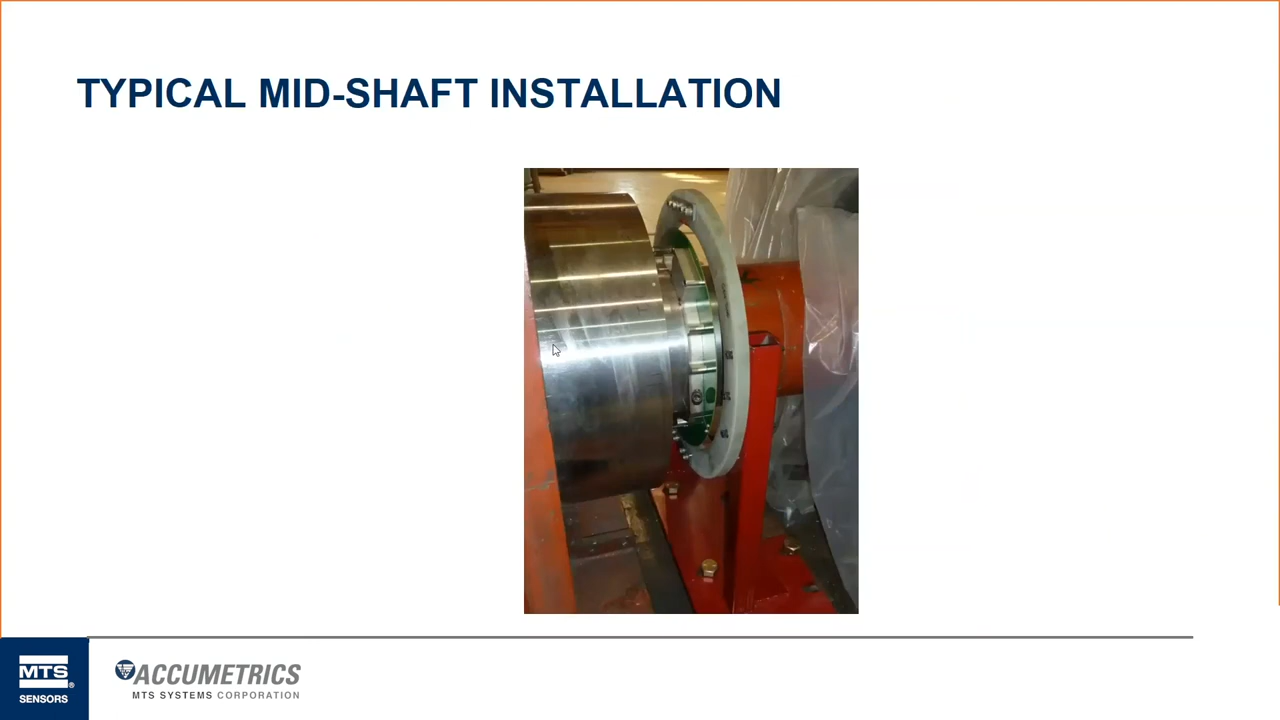 TYPICAL MID-SHAFT INSTALLATION
MTS®
SENSORS
ACCUMETRICS
MTS SYSTEMS CORPORATION